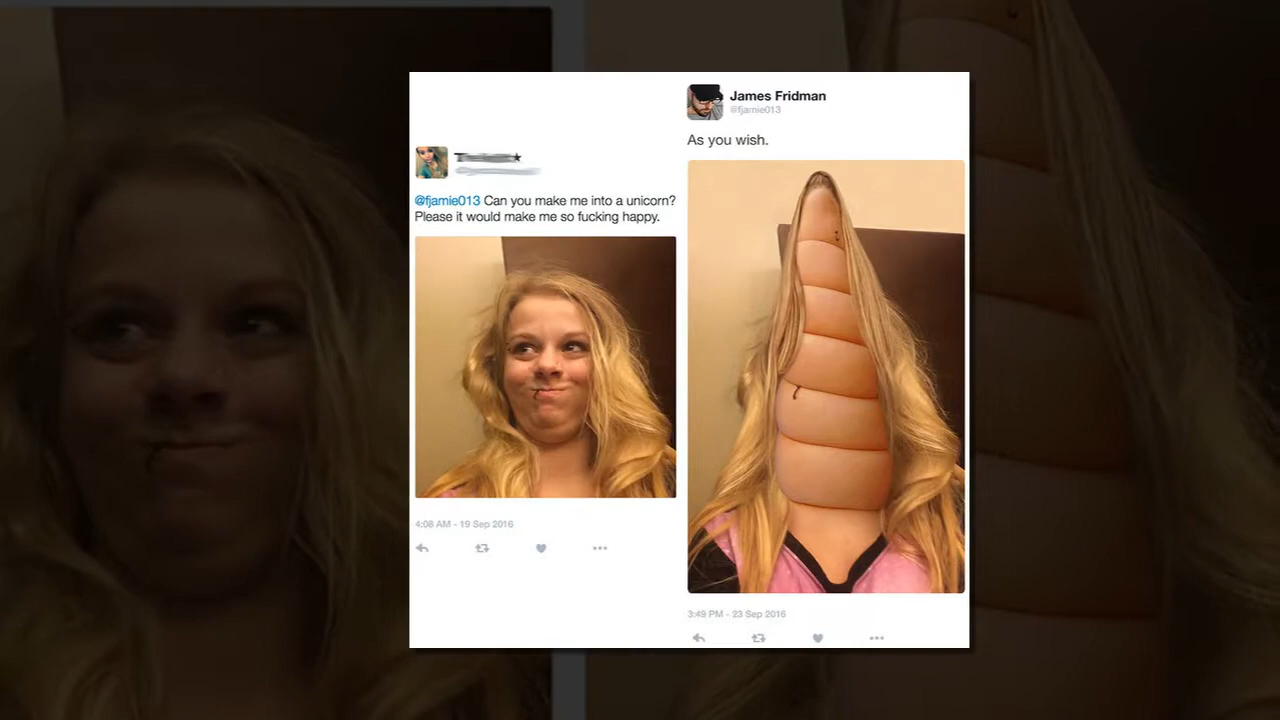 @fjamie013 Can you make me into a unicorn?
Please it would make me so fucking happy.
4:08 AM - 19 Sep 2016
James Fridman
@fjamie013
As you wish.
3:49 PM - 23 Sep 2016